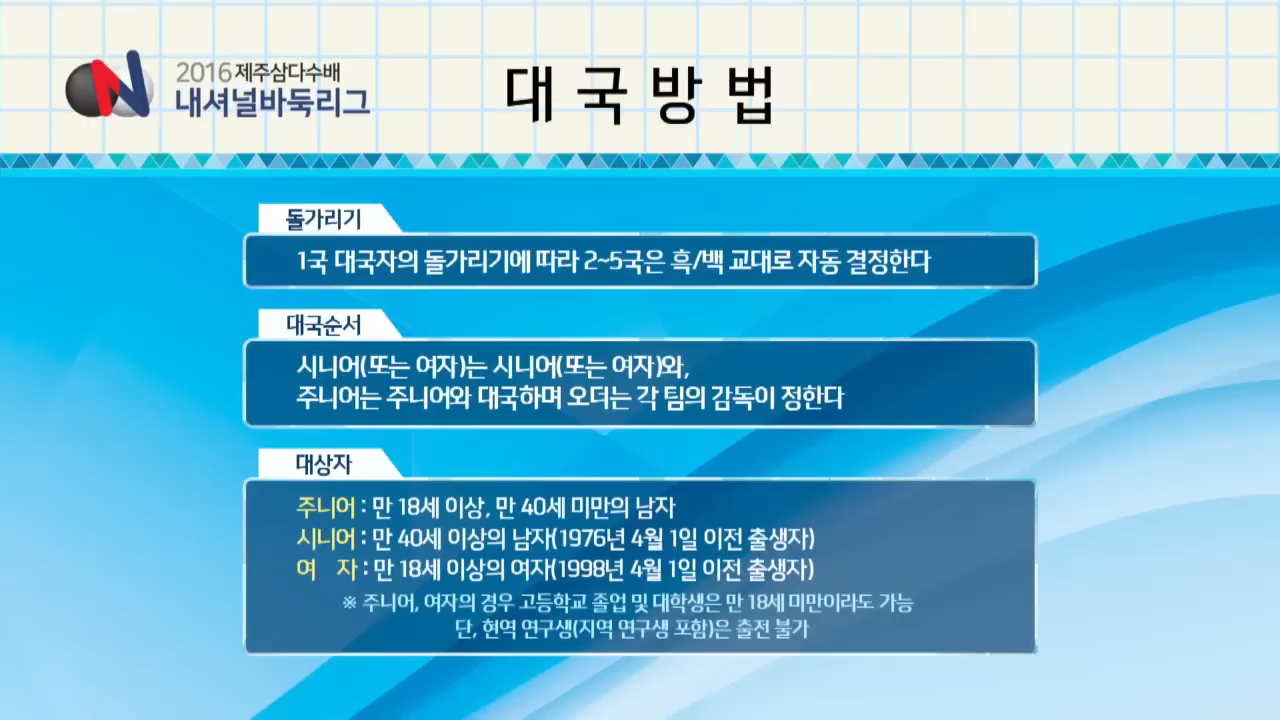 2016 제주삼다수배
내셔널바둑리그
대국방법
돌가리기
1국 대국자의 돌가리기에 따라 2~5국은 흑/백 교대로 자동 결정한다
대국순서
시니어(또는 여자)는 시니어(또는 여자)와,
주니어는 주니어와 대국하며 오더는 각 팀의 감독이 정한다
대상자
주니어 : 만 18세 이상, 만 40세 미만의 남자
시니어 : 만 40세 이상의 남자(1976년 4월 1일 이전 출생자)
여 자 : 만 18세 이상의 여자(1998년 4월 1일 이전 출생자)
※ 주니어, 여자의 경우 고등학교 졸업 및 대학생은 만 18세 미만이라도 가능
단, 현역 연구생(지역 연구생 포함)은 출전 불가